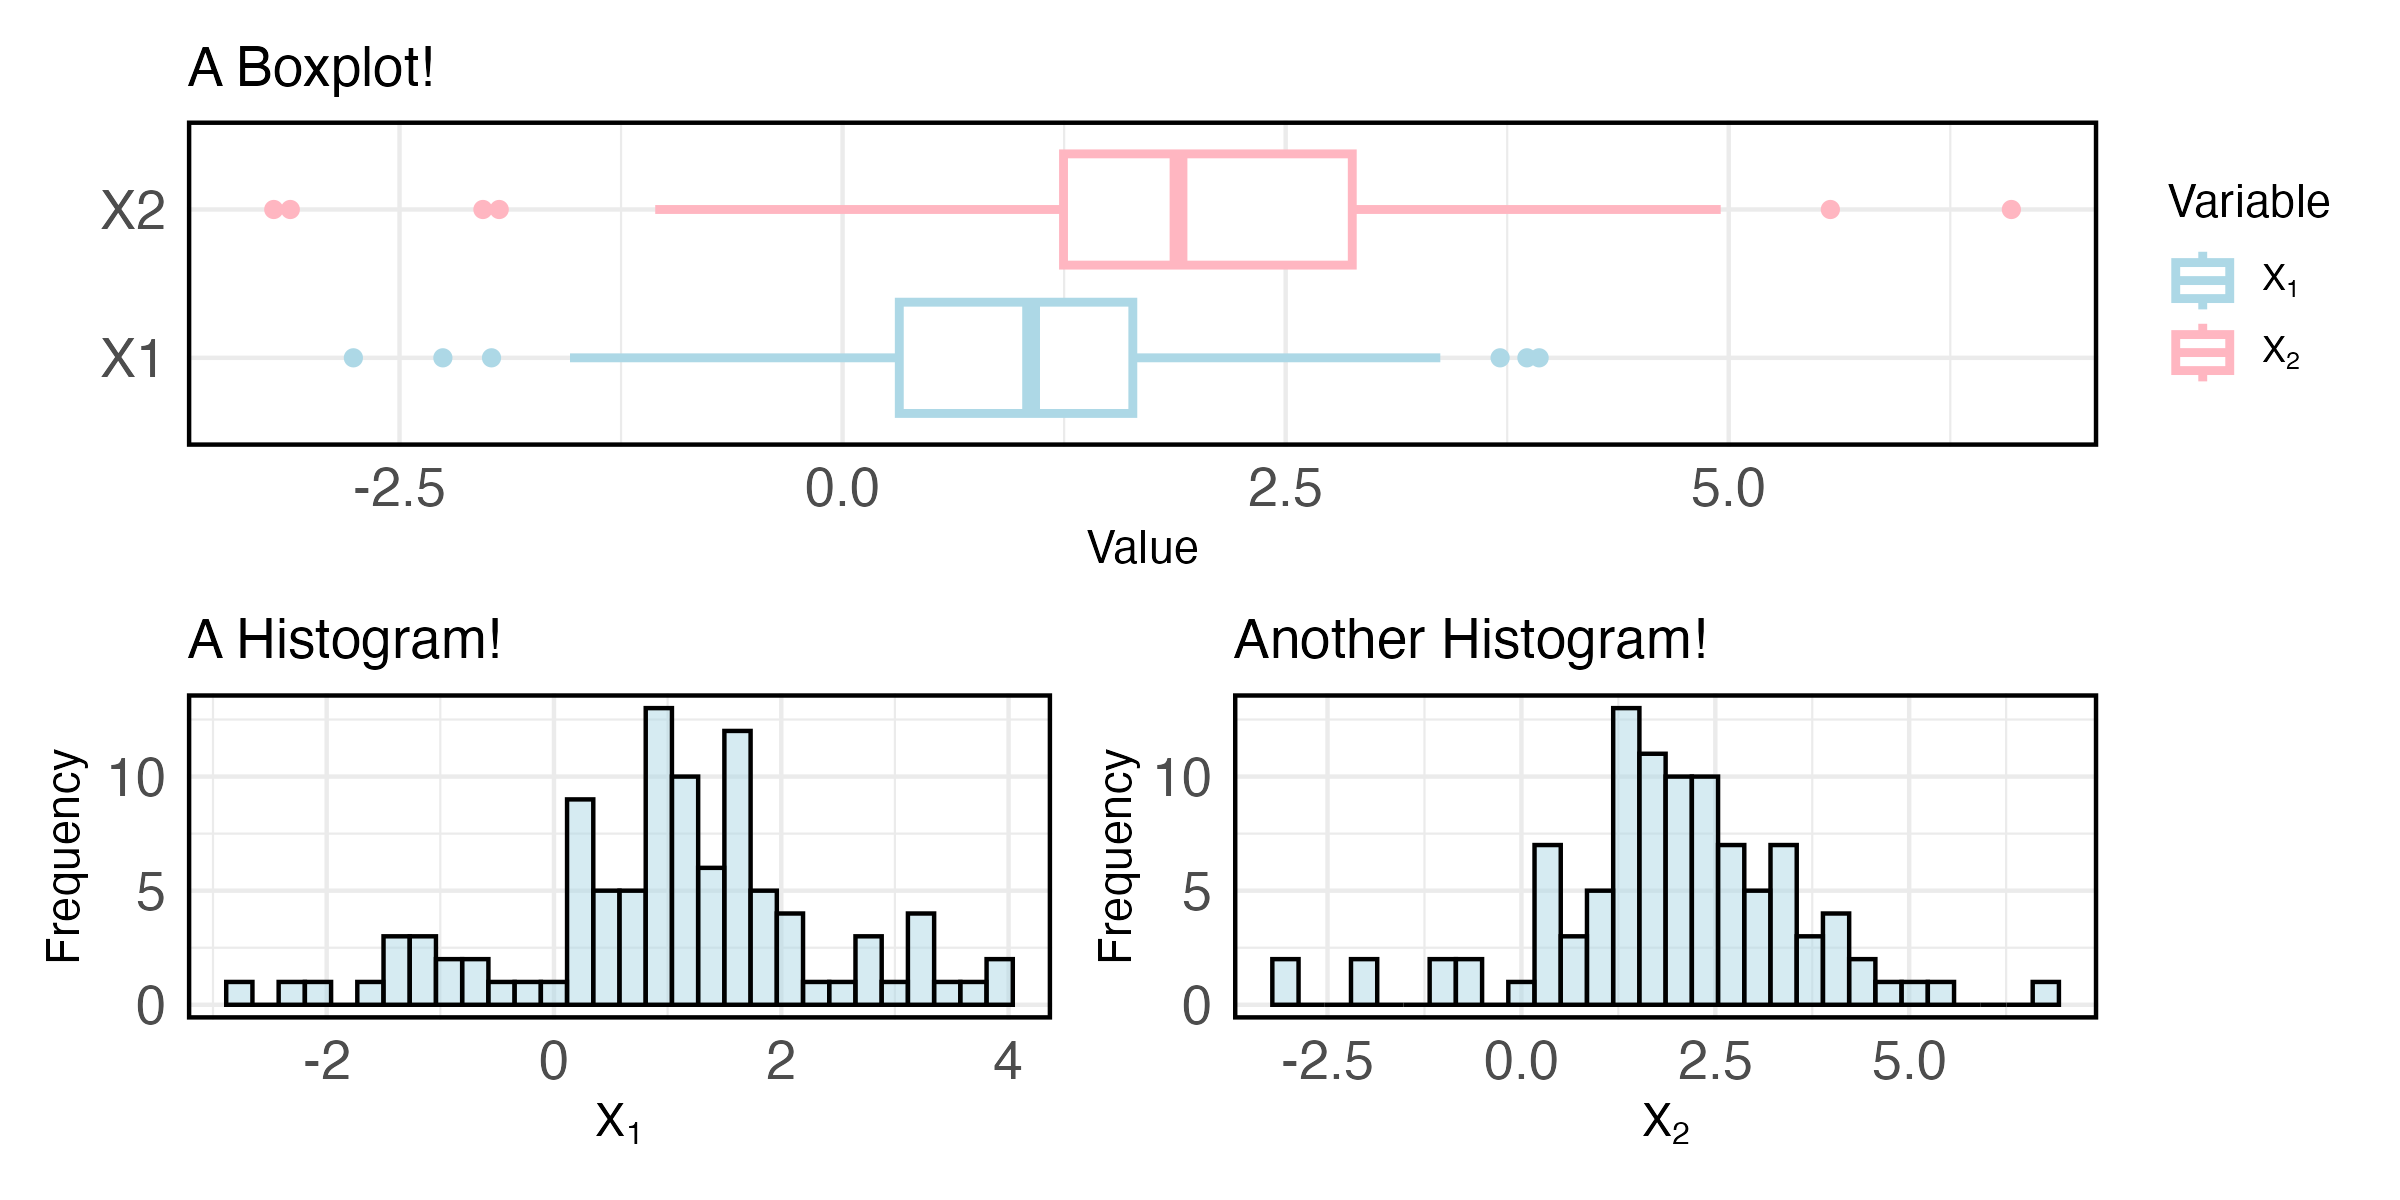 A Boxplot!
X2
X1
-2.5 0.0 2.5 5.0
Value
Variable
X₁
X₂
A Histogram!
Frequency
10
5
0
-2 0 2 4
X₁
Another Histogram!
Frequency
10
5
0
-2.5 0.0 2.5 5.0
X₂